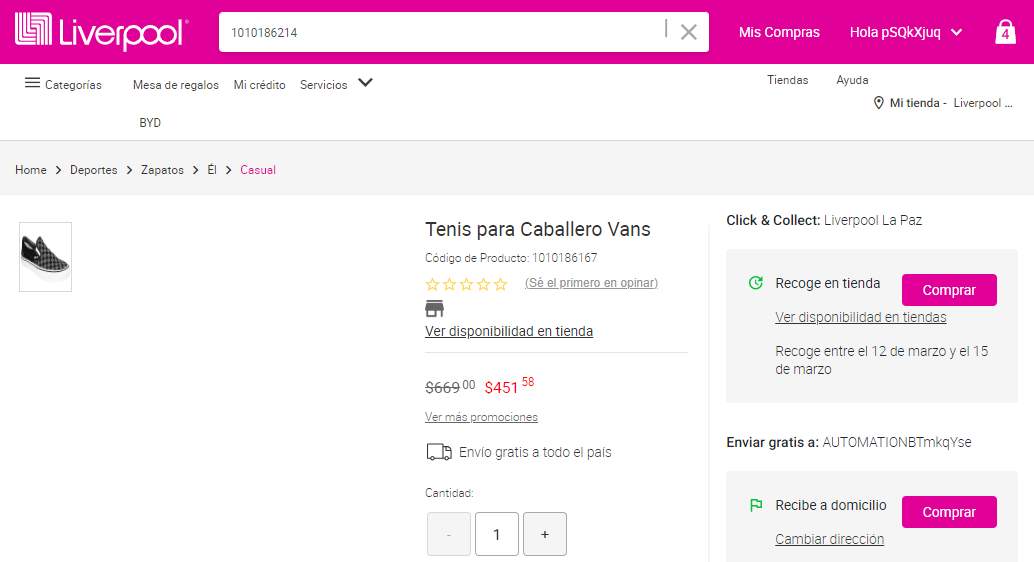 Liverpool
1010186214
Mis Compras
Hola pSQkXjuq
4
Categorías
Mesa de regalos
Mi crédito
Servicios
Tiendas
Ayuda
Mi tienda - Liverpool ...
BYD
Home > Deportes > Zapatos > Él > Casual
Tenis para Caballero Vans
Código de Producto: 1010186167
(Sé el primero en opinar)
Ver disponibilidad en tienda
$669 00 $451 58
Ver más promociones
Envío gratis a todo el país
Cantidad:
- 1 +
Click & Collect: Liverpool La Paz
Recoge en tienda
Comprar
Ver disponibilidad en tiendas
Recoge entre el 12 de marzo y el 15
de marzo
Enviar gratis a: AUTOMATIONBTmkqYse
Recibe a domicilio
Comprar
Cambiar dirección